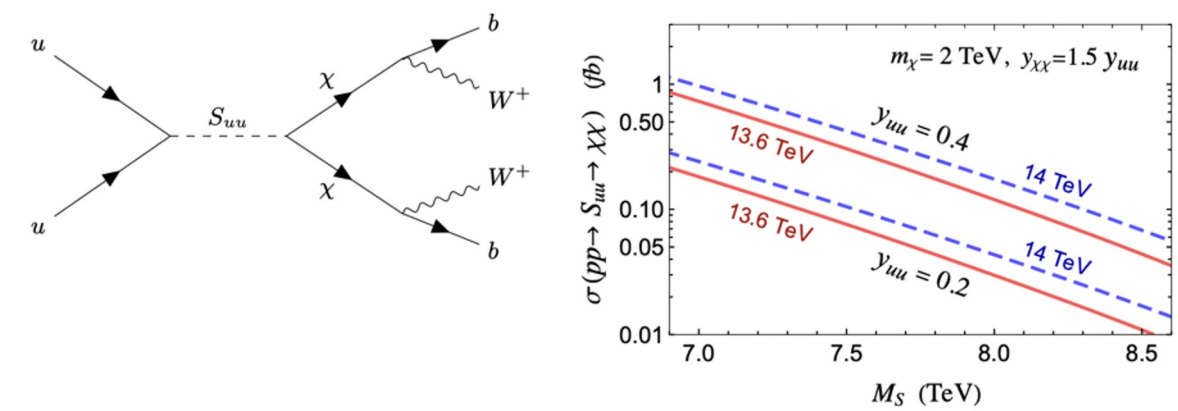 u
u
S_uu
χ
χ
b
W⁺
W⁺
b
σ(pp→ S_uu→ χχ) (fb)
1
0.50
0.10
0.05
0.01
m_χ= 2 TeV, y_χχ=1.5 y_uu
y_uu = 0.4
13.6 TeV
14 TeV
13.6 TeV
14 TeV
y_uu = 0.2
7.0 7.5 8.0 8.5
M_S (TeV)